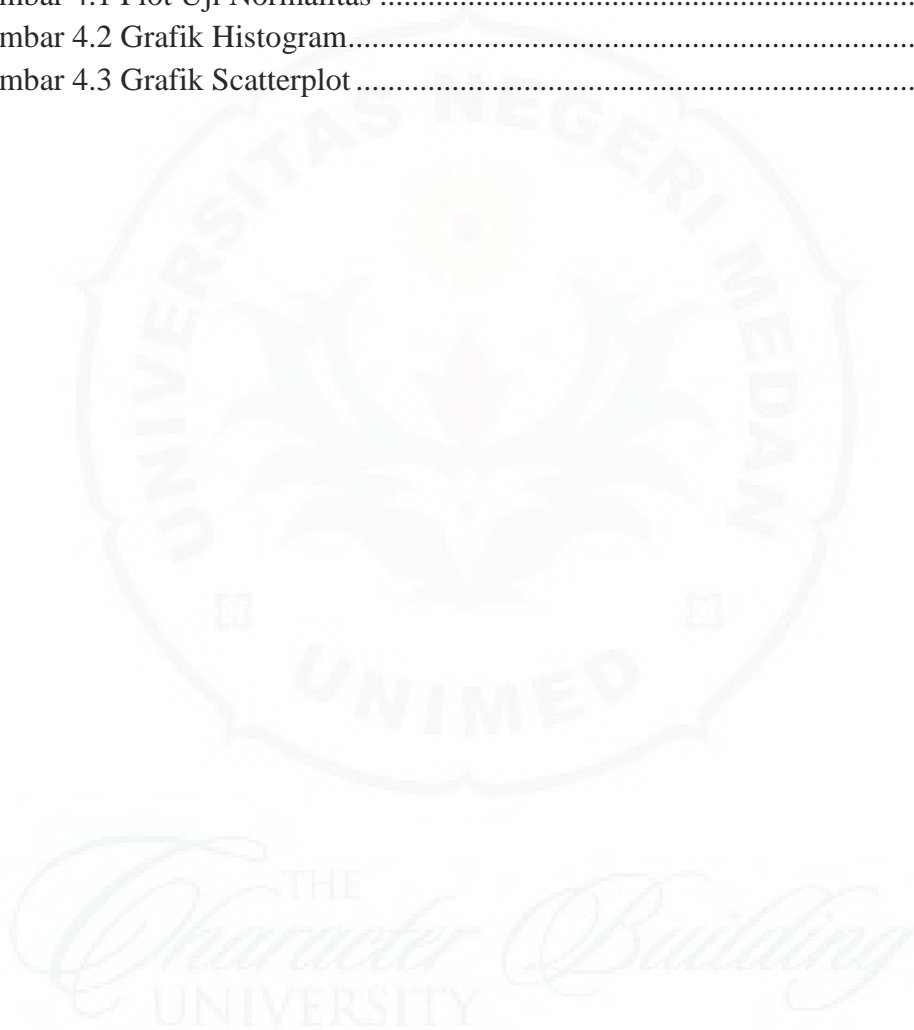 mbar 4.1 Plot Uji Normalitas ......................................................................
mbar 4.2 Grafik Histogram..........................................................................
mbar 4.3 Grafik Scatterplot .........................................................................
UNIVERSITAS NEGERI MEDAN
UNIMED
THE
Character Building
UNIVERSITY